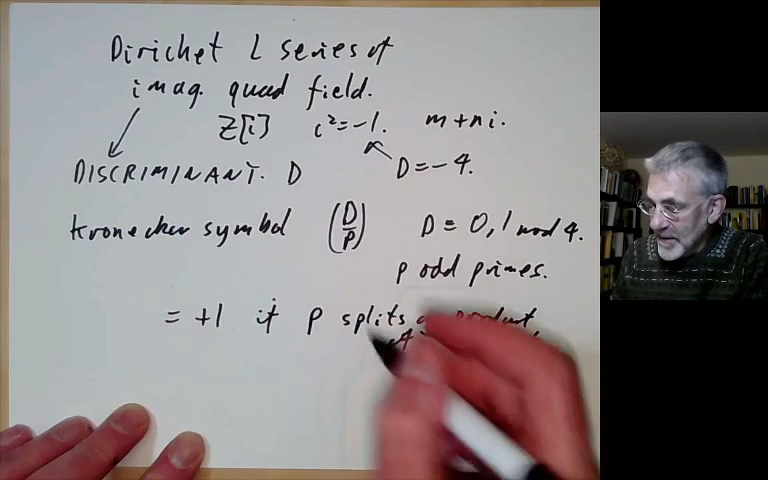 Dirichet L series of
imag. quad field.
Z[i] i²=-1. m+ni.
DISCRIMINANT. D D=-4.
Kronecker symbol (D/p) D≡0,1 mod 4.
p odd primes.
= +1 if p splits